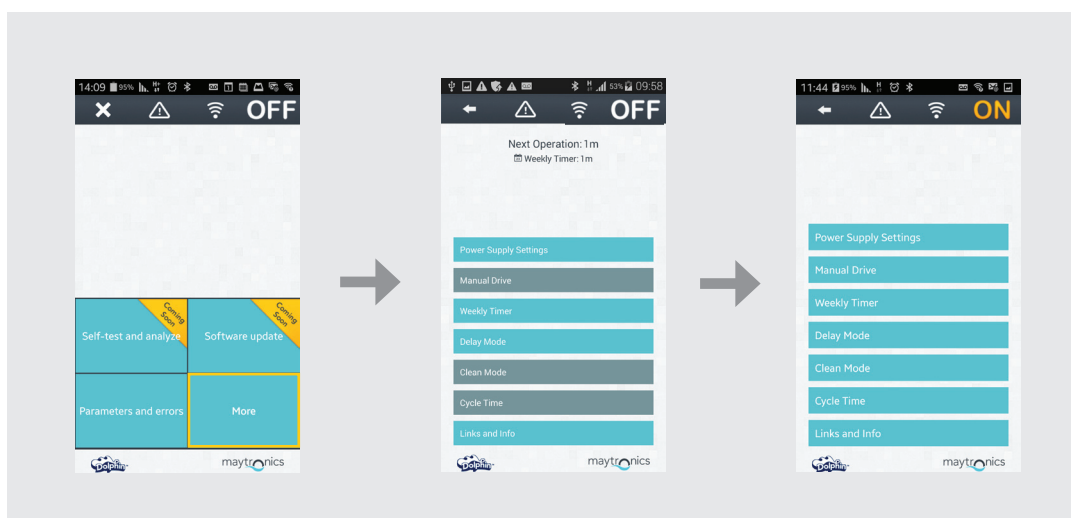 14:09 95%
OFF
Coming Soon
Self-test and analyze
Coming Soon
Software update
Parameters and errors
More
Dolphin
maytronics
53% 09:58
OFF
Next Operation: 1m
Weekly Timer: 1m
Power Supply Settings
Manual Drive
Weekly Timer
Delay Mode
Clean Mode
Cycle Time
Links and Info
Dolphin
maytronics
11:44 95%
ON
Power Supply Settings
Manual Drive
Weekly Timer
Delay Mode
Clean Mode
Cycle Time
Links and Info
Dolphin
maytronics